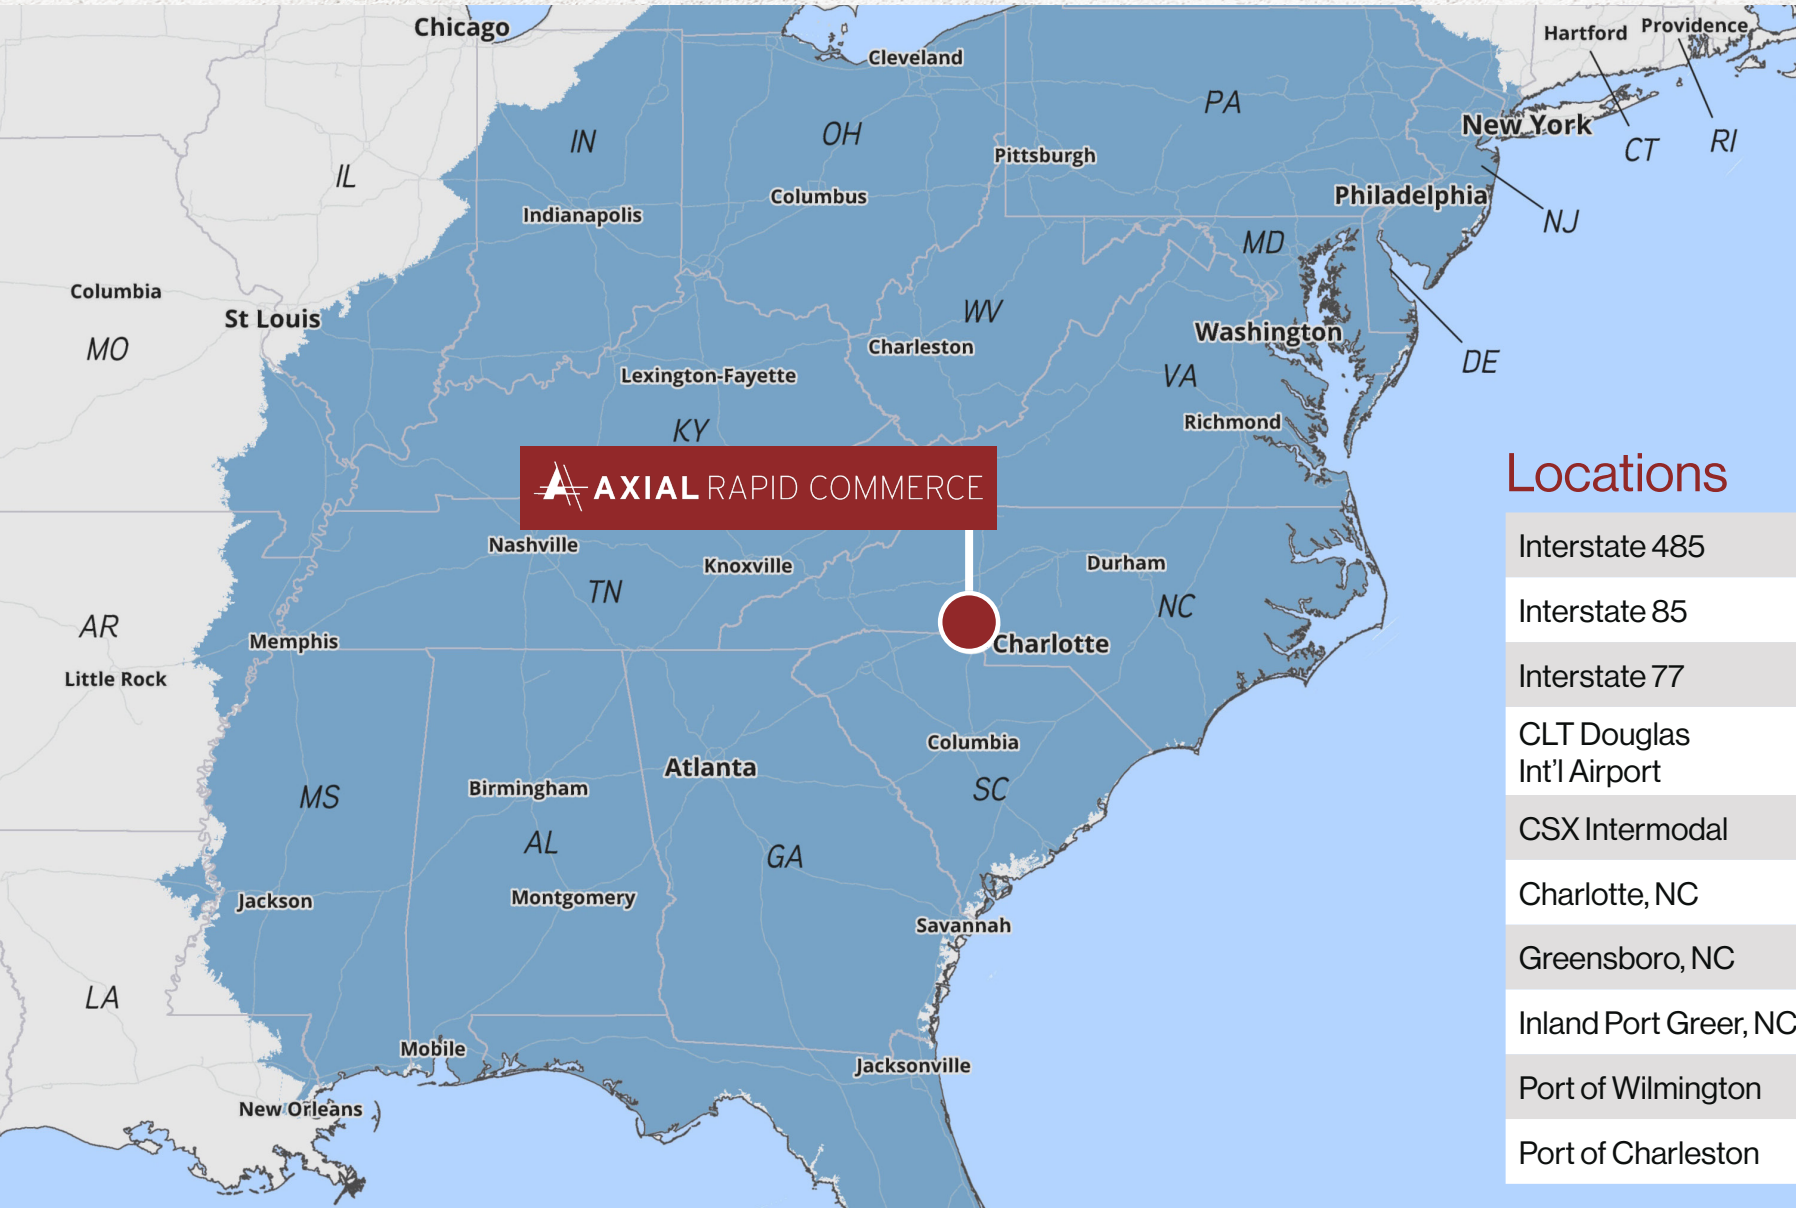 Chicago
Cleveland
Hartford
Providence
PA
IN
OH
New York
CT
RI
Pittsburgh
IL
Philadelphia
Columbus
Indianapolis
NJ
MD
Columbia
WV
St Louis
Washington
MO
Charleston
DE
Lexington-Fayette
VA
Richmond
KY
AXIAL RAPID COMMERCE
Nashville
Knoxville
Durham
TN
NC
AR
Memphis
Charlotte
Little Rock
Columbia
Atlanta
MS
Birmingham
SC
AL
GA
Jackson
Montgomery
Savannah
LA
Mobile
Jacksonville
New Orleans
Locations
Interstate 485
Interstate 85
Interstate 77
CLT Douglas
Int'l Airport
CSX Intermodal
Charlotte, NC
Greensboro, NC
Inland Port Greer, NC
Port of Wilmington
Port of Charleston